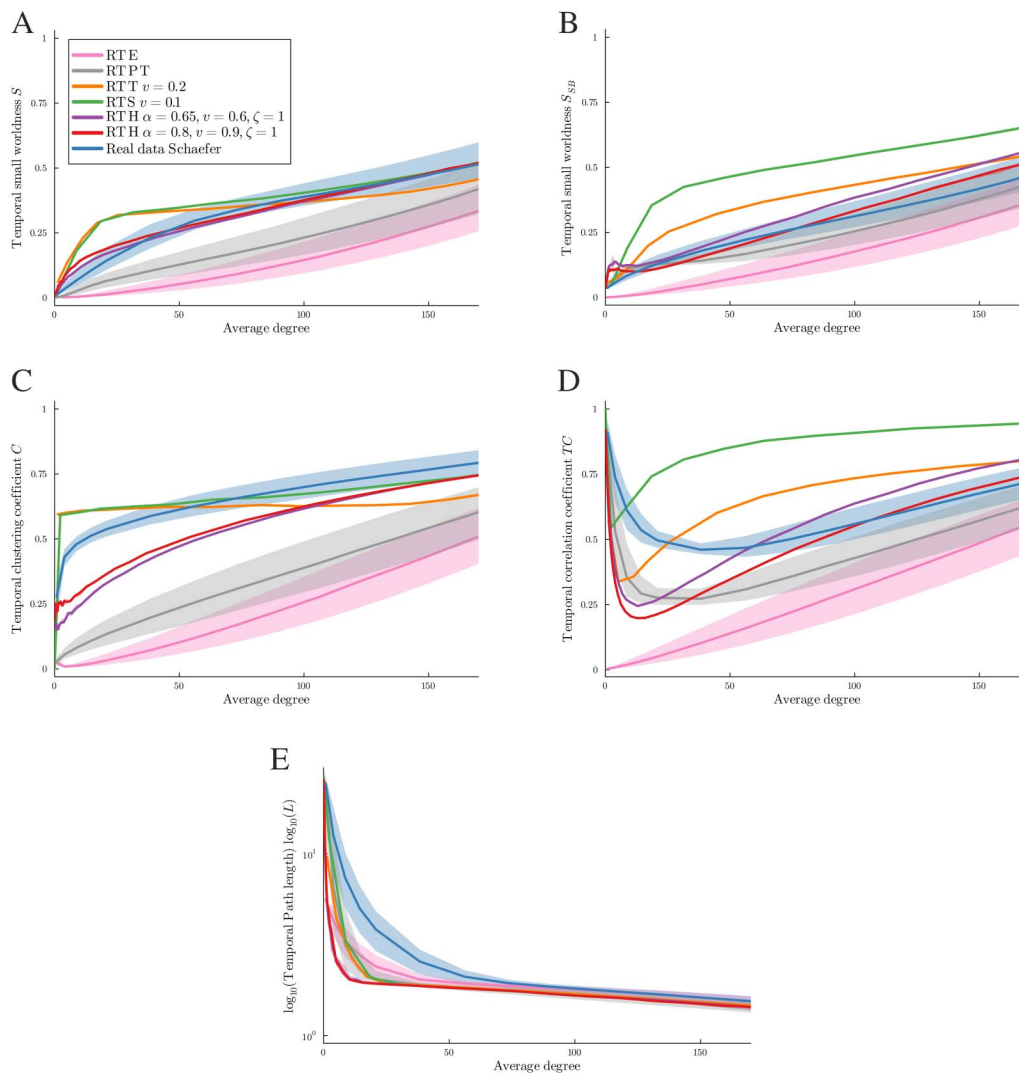 A
Temporal small worldness S
1
0.75
0.5
0.25
0
RTE
RTPT
RTT v = 0.2
RTS v = 0.1
RTH α = 0.65, v = 0.6, ζ = 1
RTH α = 0.8, v = 0.9, ζ = 1
Real data Schaefer
0 50 100 150
Average degree
B
Temporal small worldness S_SB
1
0.75
0.5
0.25
0
0 50 100 150
Average degree
C
Temporal clustering coefficient C
1
0.75
0.5
0.25
0
0 50 100 150
Average degree
D
Temporal correlation coefficient TC
1
0.75
0.5
0.25
0
0 50 100 150
Average degree
E
log₁₀(Temporal Path length) log₁₀(L)
10¹
10⁰
0 50 100 150
Average degree